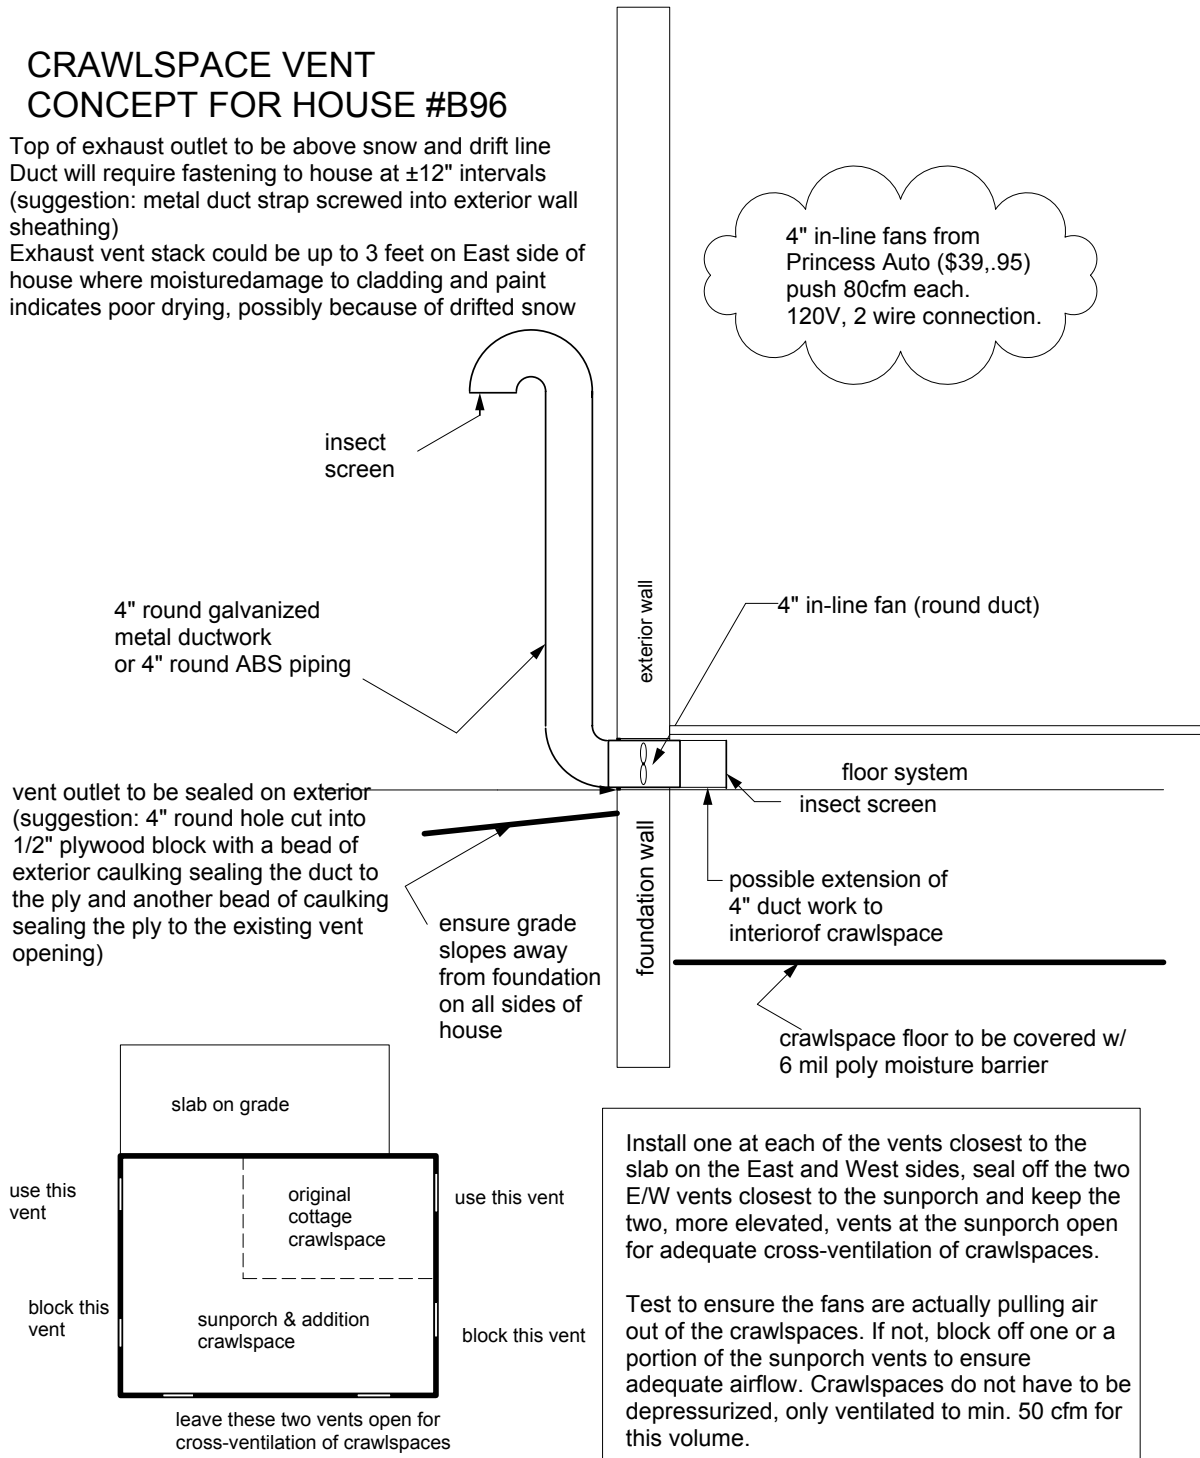 CRAWLSPACE VENT
CONCEPT FOR HOUSE #B96
Top of exhaust outlet to be above snow and drift line
Duct will require fastening to house at ±12" intervals
(suggestion: metal duct strap screwed into exterior wall
sheathing)
Exhaust vent stack could be up to 3 feet on East side of
house where moisturedamage to cladding and paint
indicates poor drying, possibly because of drifted snow
4" in-line fans from
Princess Auto ($39,.95)
push 80cfm each.
120V, 2 wire connection.
insect
screen
4" round galvanized
metal ductwork
or 4" round ABS piping
exterior wall
4" in-line fan (round duct)
floor system
insect screen
vent outlet to be sealed on exterior
(suggestion: 4" round hole cut into
1/2" plywood block with a bead of
exterior caulking sealing the duct to
the ply and another bead of caulking
sealing the ply to the existing vent
opening)
foundation wall
possible extension of
4" duct work to
interiorof crawlspace
ensure grade
slopes away
from foundation
on all sides of
house
crawlspace floor to be covered w/
6 mil poly moisture barrier
slab on grade
use this
vent
original
cottage
crawlspace
use this vent
block this
vent
sunporch & addition
crawlspace
block this vent
leave these two vents open for
cross-ventilation of crawlspaces
Install one at each of the vents closest to the
slab on the East and West sides, seal off the two
E/W vents closest to the sunporch and keep the
two, more elevated, vents at the sunporch open
for adequate cross-ventilation of crawlspaces.
Test to ensure the fans are actually pulling air
out of the crawlspaces. If not, block off one or a
portion of the sunporch vents to ensure
adequate airflow. Crawlspaces do not have to be
depressurized, only ventilated to min. 50 cfm for
this volume.